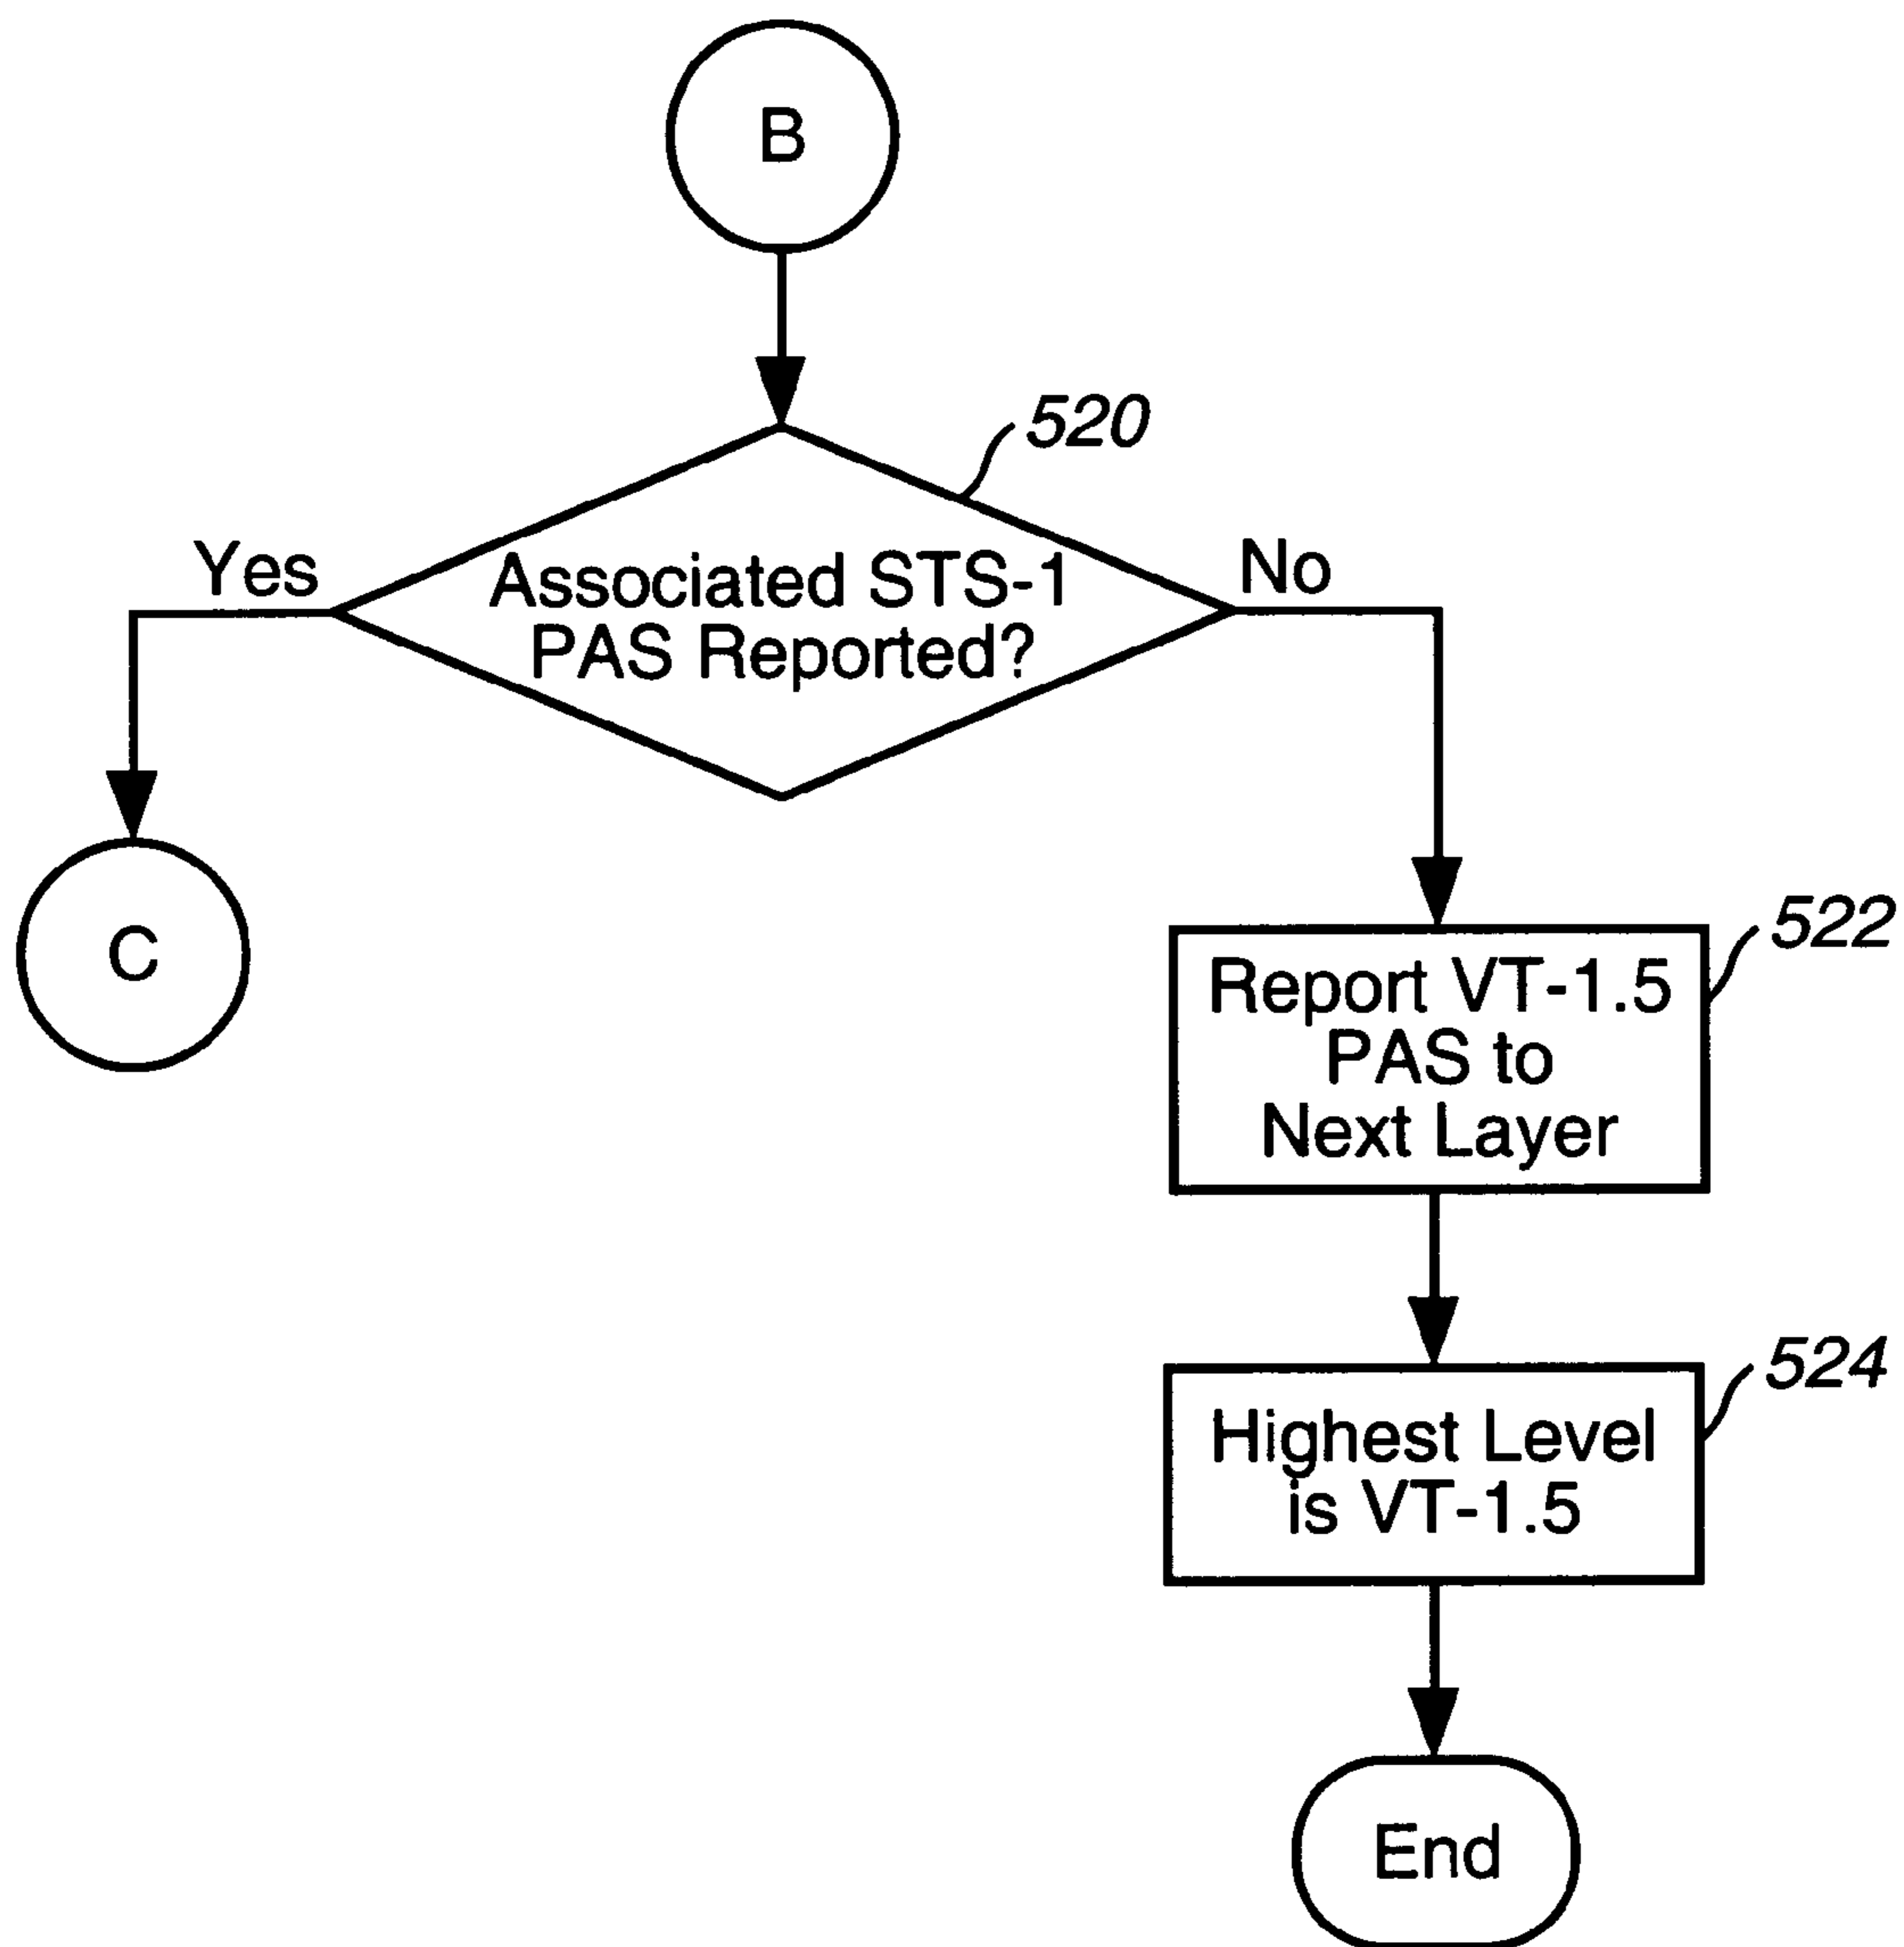 B
520
Yes
No
Associated STS-1
PAS Reported?
C
522
Report VT-1.5
PAS to
Next Layer
524
Highest Level
is VT-1.5
End